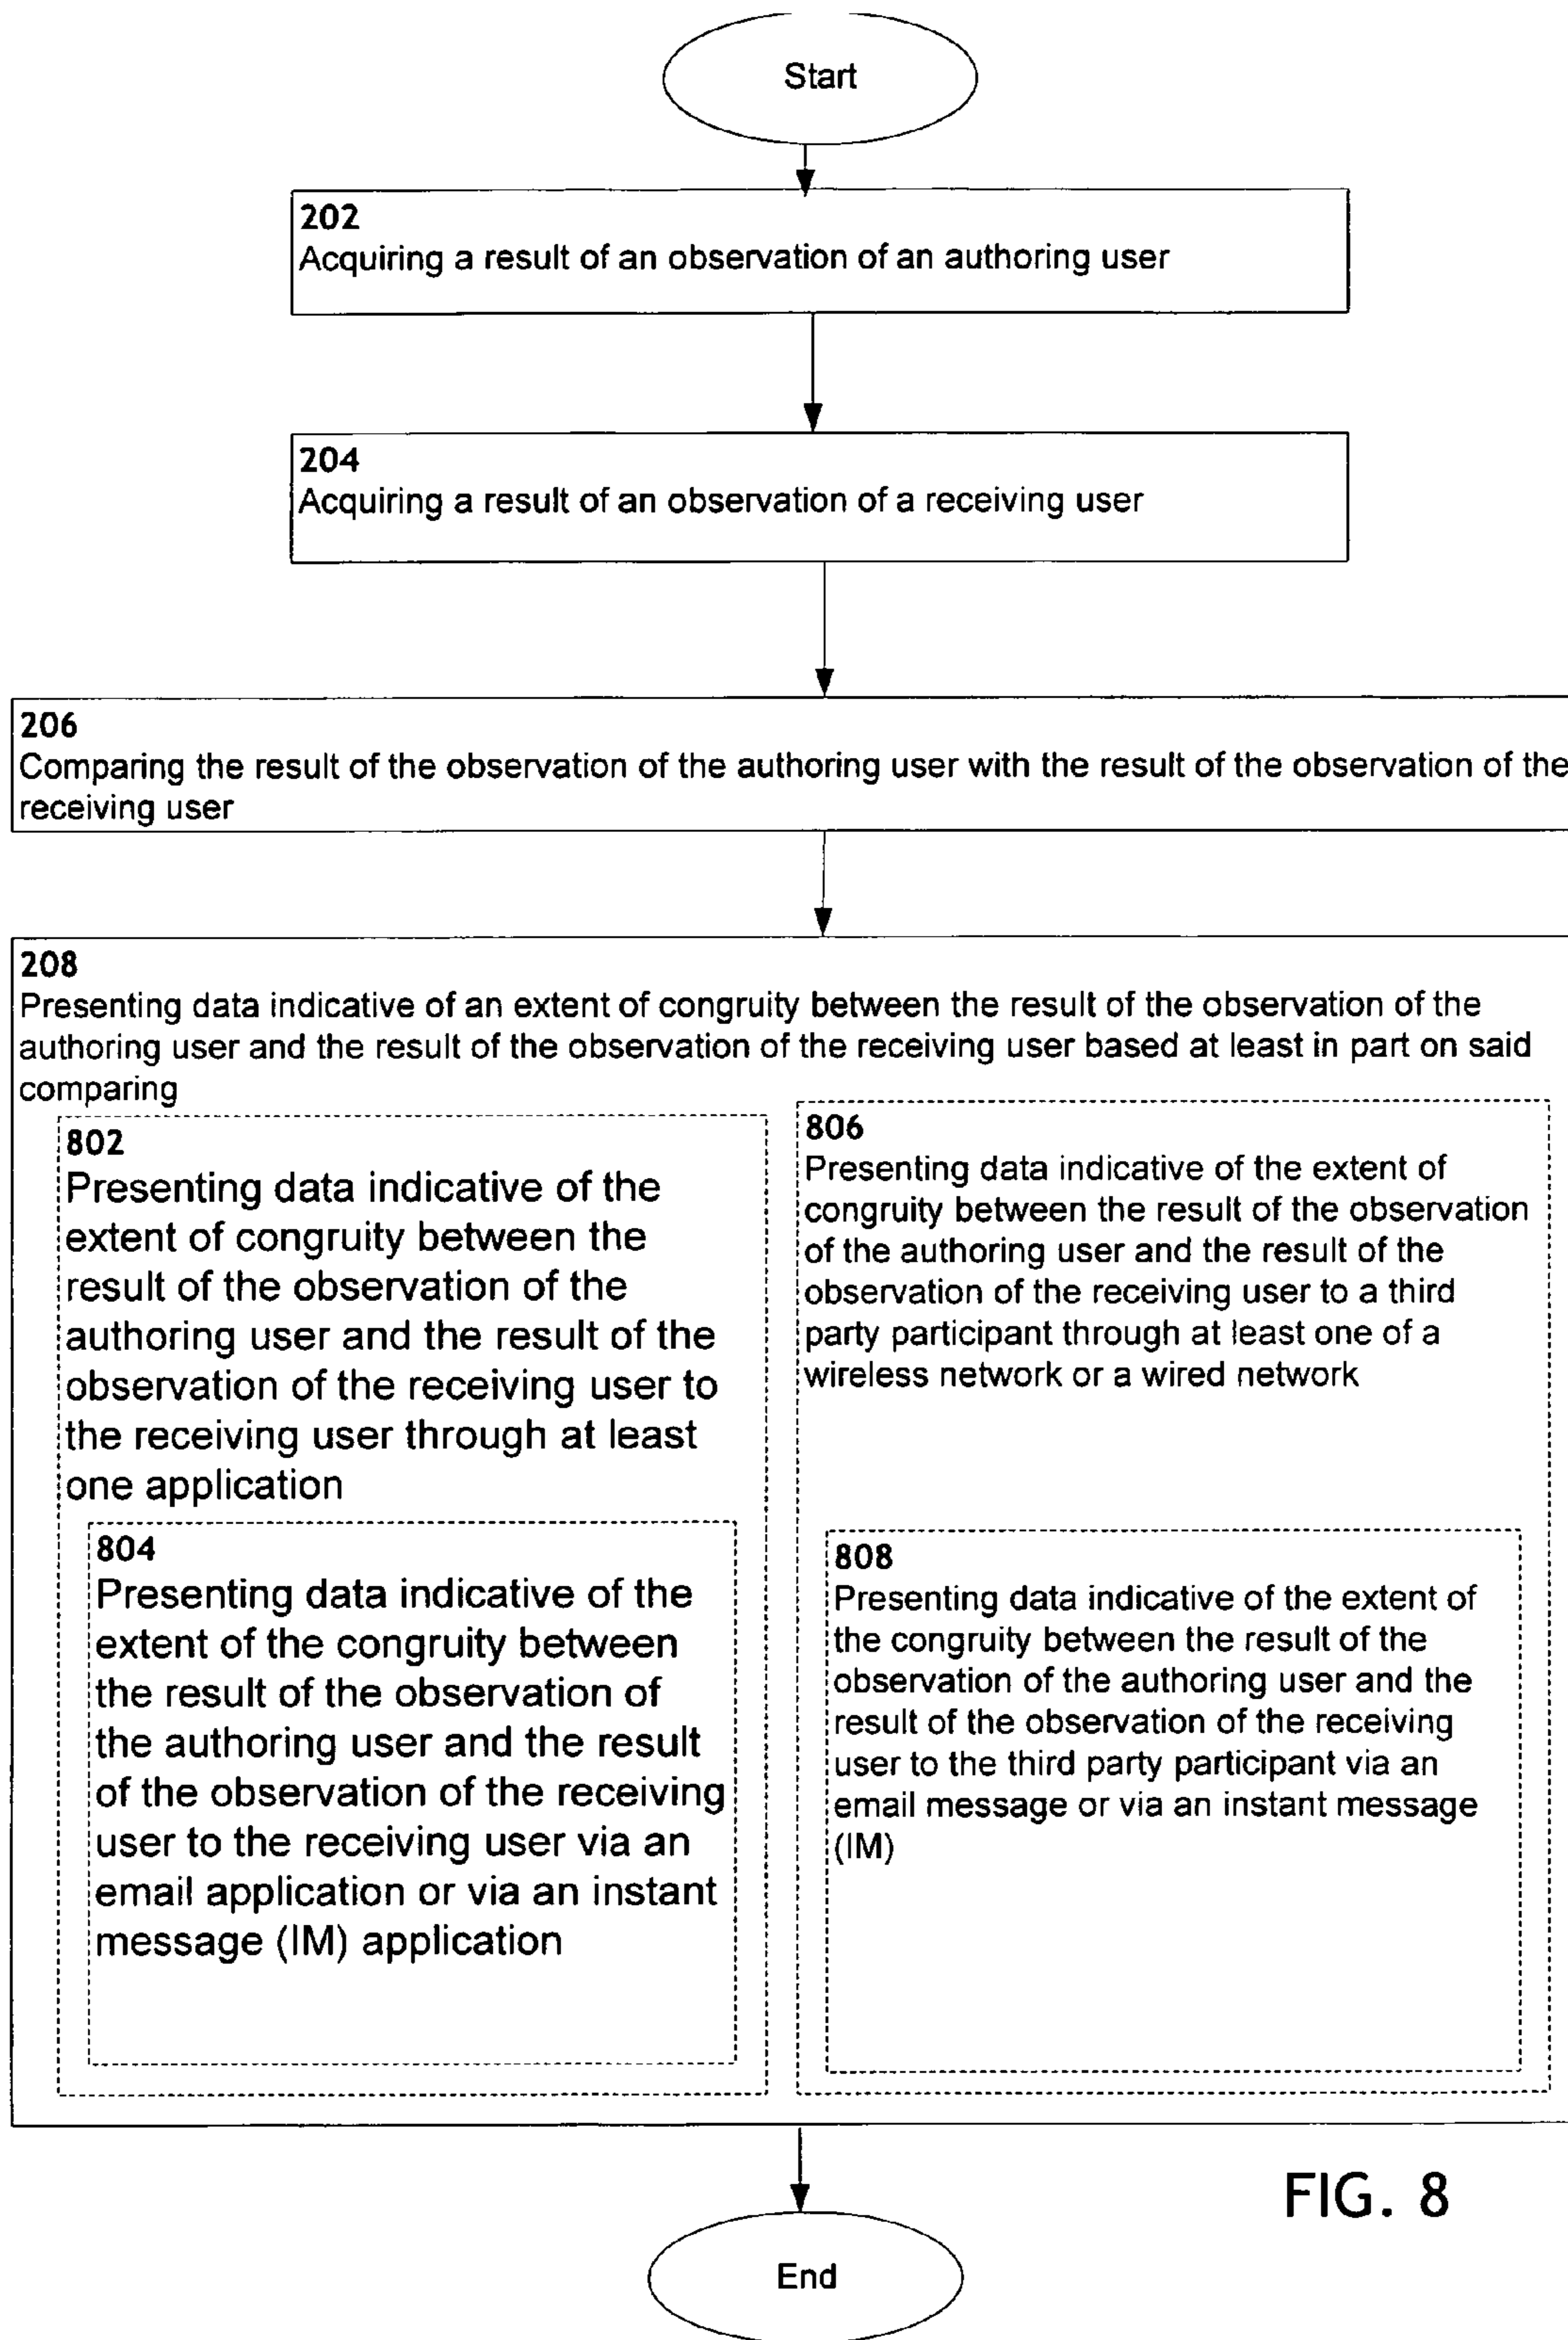 Start
202
Acquiring a result of an observation of an authoring user
204
Acquiring a result of an observation of a receiving user
206
Comparing the result of the observation of the authoring user with the result of the observation of the
receiving user
208
Presenting data indicative of an extent of congruity between the result of the observation of the
authoring user and the result of the observation of the receiving user based at least in part on said
comparing
802
Presenting data indicative of the
extent of congruity between the
result of the observation of the
authoring user and the result of the
observation of the receiving user to
the receiving user through at least
one application
804
Presenting data indicative of the
extent of the congruity between
the result of the observation of
the authoring user and the result
of the observation of the receiving
user to the receiving user via an
email application or via an instant
message (IM) application
806
Presenting data indicative of the extent of
congruity between the result of the observation
of the authoring user and the result of the
observation of the receiving user to a third
party participant through at least one of a
wireless network or a wired network
808
Presenting data indicative of the extent of
the congruity between the result of the
observation of the authoring user and the
result of the observation of the receiving
user to the third party participant via an
email message or via an instant message
(IM)
End
FIG. 8